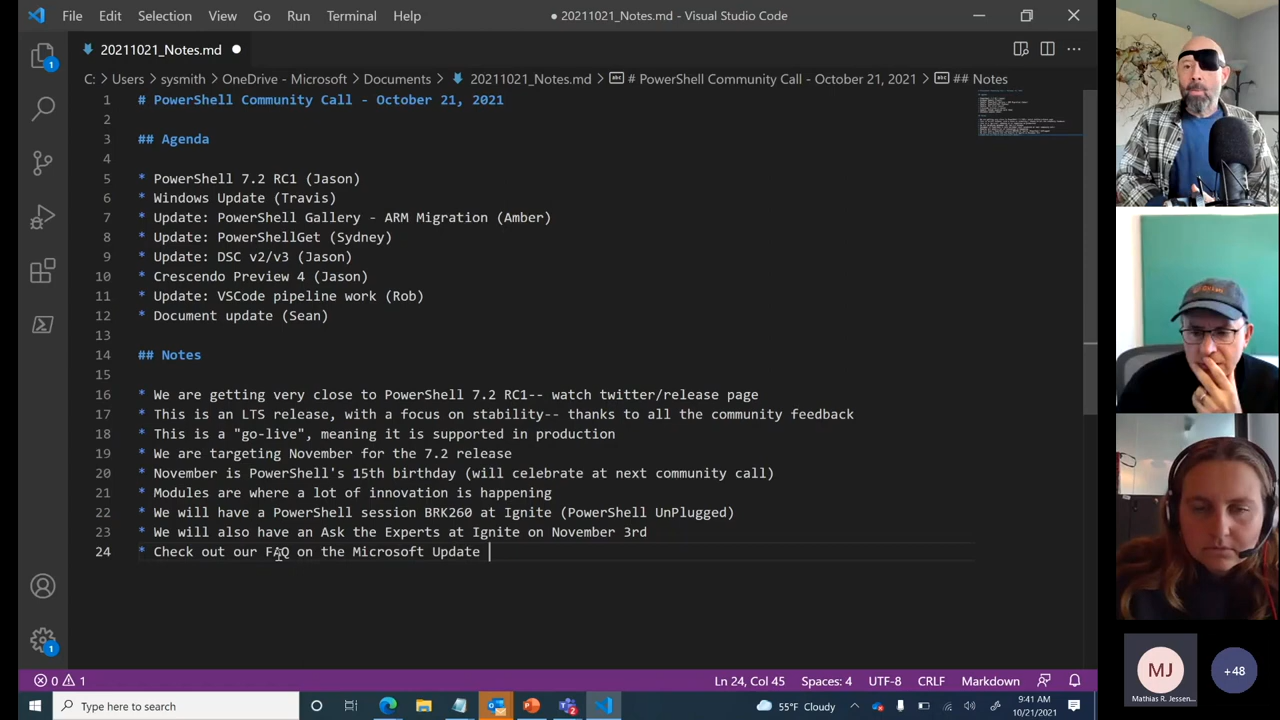 File Edit Selection View Go Run Terminal Help
● 20211021_Notes.md - Visual Studio Code
20211021_Notes.md ●
C: > Users > sysmith > OneDrive - Microsoft > Documents > 20211021_Notes.md > # PowerShell Community Call - October 21, 2021 > ## Notes
1 # PowerShell Community Call - October 21, 2021
2
3 ## Agenda
4
5 * PowerShell 7.2 RC1 (Jason)
6 * Windows Update (Travis)
7 * Update: PowerShell Gallery - ARM Migration (Amber)
8 * Update: PowerShellGet (Sydney)
9 * Update: DSC v2/v3 (Jason)
10 * Crescendo Preview 4 (Jason)
11 * Update: VSCode pipeline work (Rob)
12 * Document update (Sean)
13
14 ## Notes
15
16 * We are getting very close to PowerShell 7.2 RC1-- watch twitter/release page
17 * This is an LTS release, with a focus on stability-- thanks to all the community feedback
18 * This is a "go-live", meaning it is supported in production
19 * We are targeting November for the 7.2 release
20 * November is PowerShell's 15th birthday (will celebrate at next community call)
21 * Modules are where a lot of innovation is happening
22 * We will have a PowerShell session BRK260 at Ignite (PowerShell UnPlugged)
23 * We will also have an Ask the Experts at Ignite on November 3rd
24 * Check out our FAQ on the Microsoft Update
1
1
0 1
Ln 24, Col 45 Spaces: 4 UTF-8 CRLF Markdown
Type here to search
55°F Cloudy
9:41 AM
10/21/2021
MJ
Mathias R. Jessen...
+48